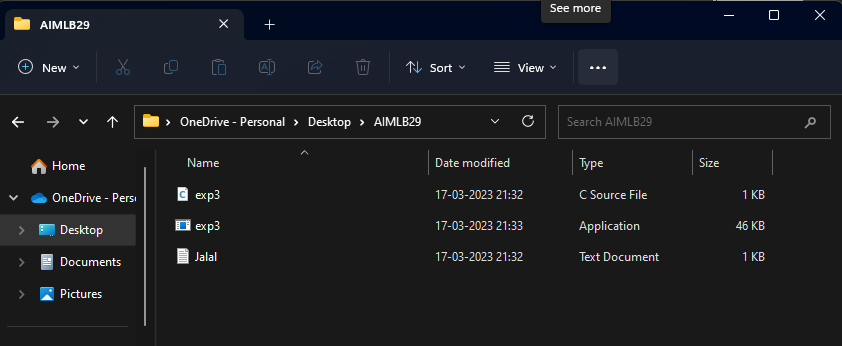 See more
AIMLB29
New Sort View ...
OneDrive - Personal Desktop AIMLB29 Search AIMLB29
Name Date modified Type Size
Home
OneDrive - Pers
Desktop
Documents
Pictures
exp3 17-03-2023 21:32 C Source File 1 KB
exp3 17-03-2023 21:33 Application 46 KB
Jalal 17-03-2023 21:32 Text Document 1 KB